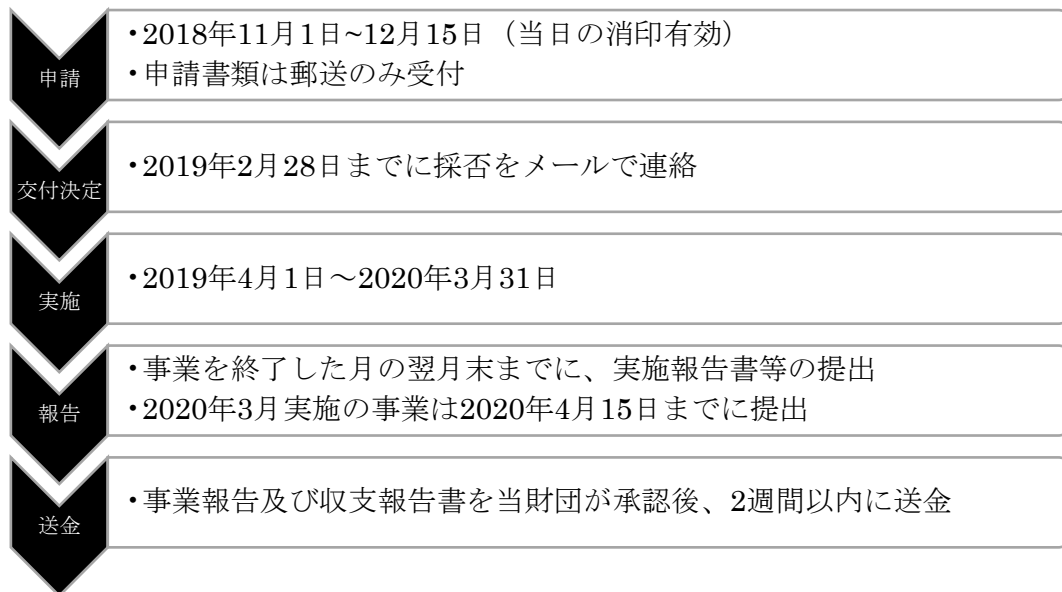 申請
・2018年11月1日~12月15日（当日の消印有効）
・申請書類は郵送のみ受付
交付決定
・2019年2月28日までに採否をメールで連絡
実施
・2019年4月1日～2020年3月31日
報告
・事業を終了した月の翌月末までに、実施報告書等の提出
・2020年3月実施の事業は2020年4月15日までに提出
送金
・事業報告及び収支報告書を当財団が承認後、2週間以内に送金